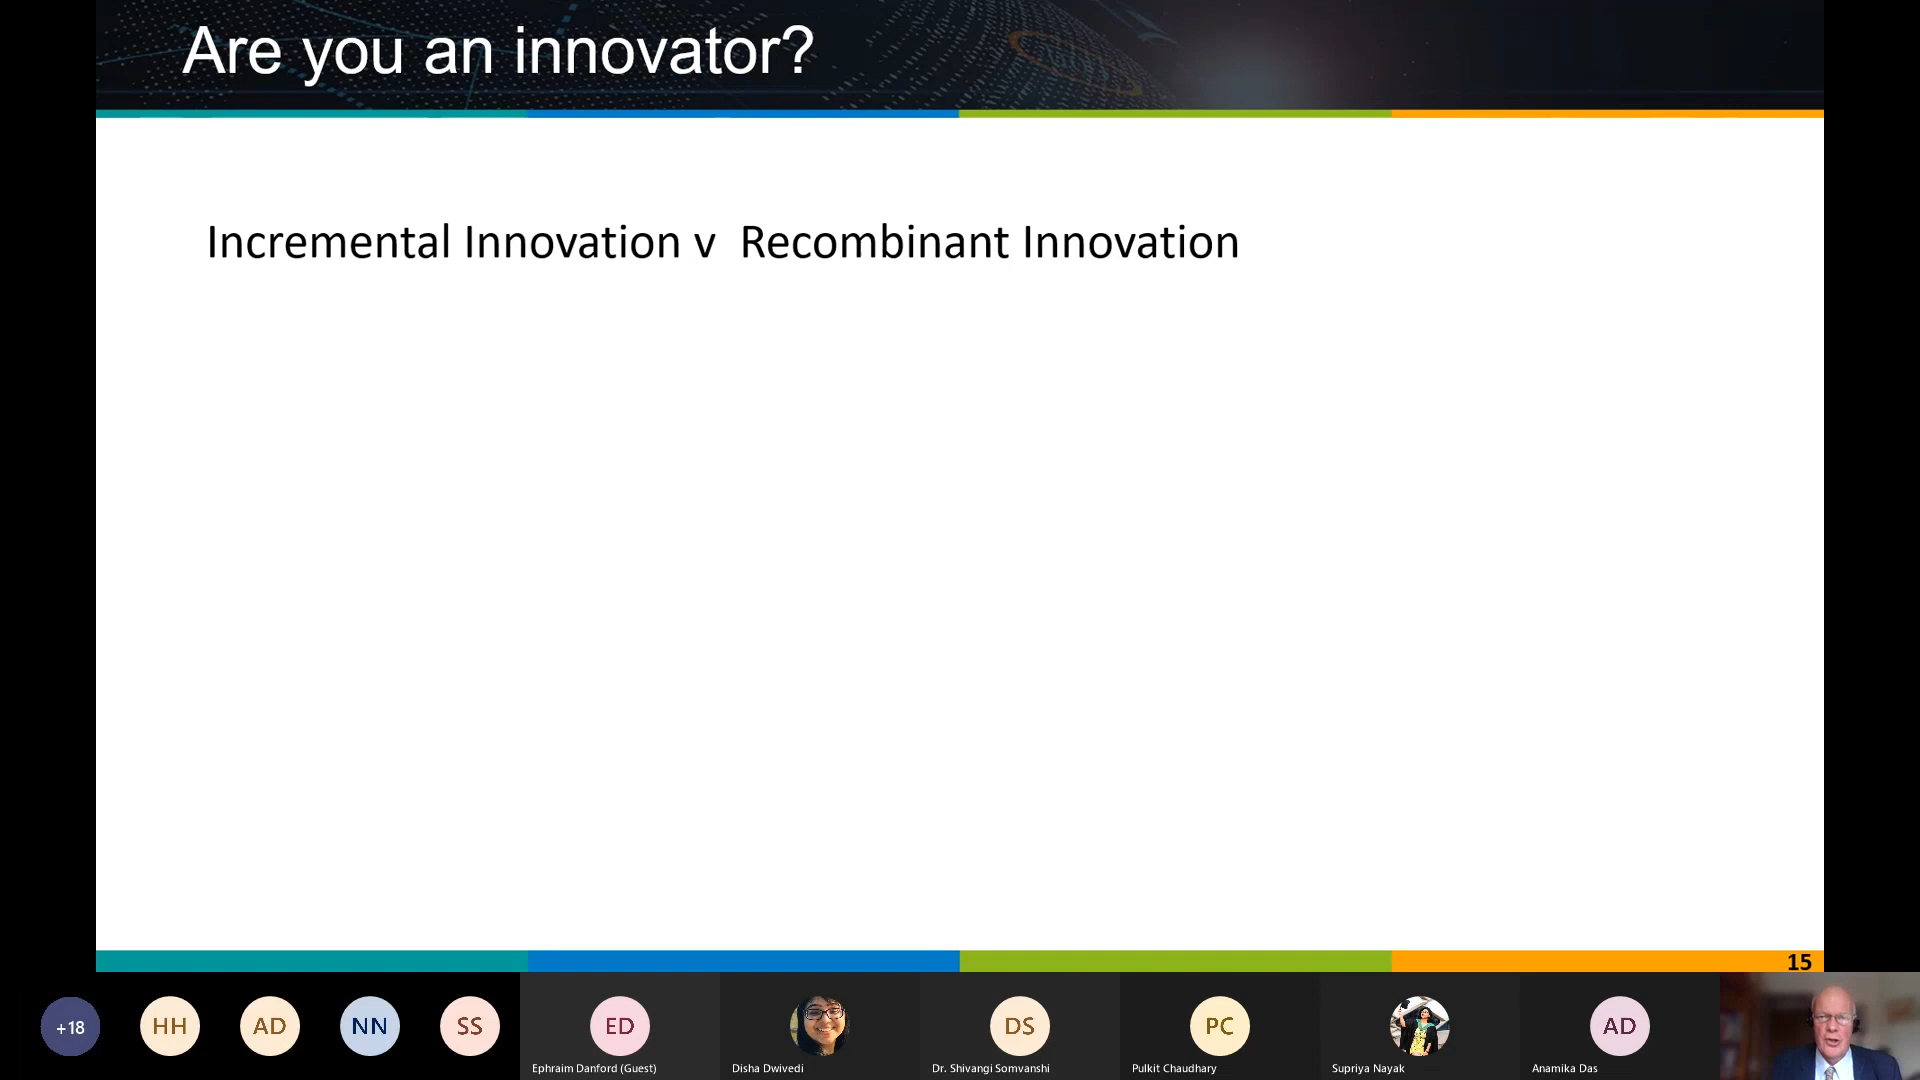 Are you an innovator?
Incremental Innovation v  Recombinant Innovation
15
+18
HH
AD
NN
SS
ED
DS
PC
AD
Ephraim Danford (Guest)
Disha Dwivedi
Dr. Shivangi Somvanshi
Pulkit Chaudhary
Supriya Nayak
Anamika Das